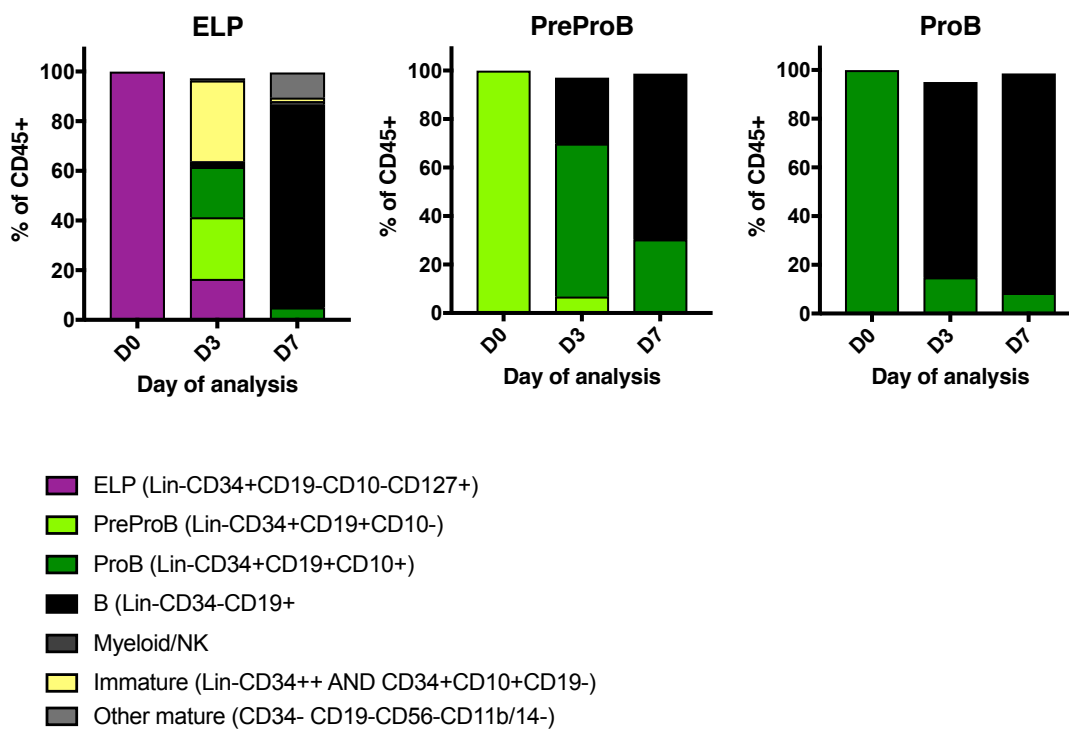 ELP
PreProB
ProB
% of CD45+
100
80
60
40
20
0
D0
D3
D7
Day of analysis
% of CD45+
100
80
60
40
20
0
D0
D3
D7
Day of analysis
% of CD45+
100
80
60
40
20
0
D0
D3
D7
Day of analysis
ELP (Lin-CD34+CD19-CD10-CD127+)
PreProB (Lin-CD34+CD19+CD10-)
ProB (Lin-CD34+CD19+CD10+)
B (Lin-CD34-CD19+
Myeloid/NK
Immature (Lin-CD34++ AND CD34+CD10+CD19-)
Other mature (CD34- CD19-CD56-CD11b/14-)